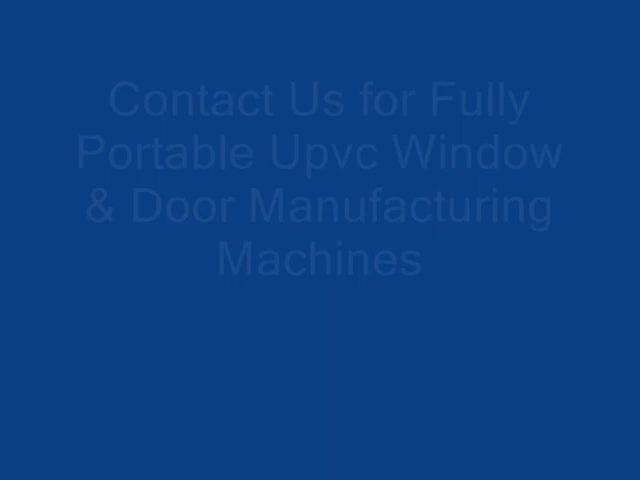 Contact Us for Fully
Portable Upvc Window
& Door Manufacturing
Machines